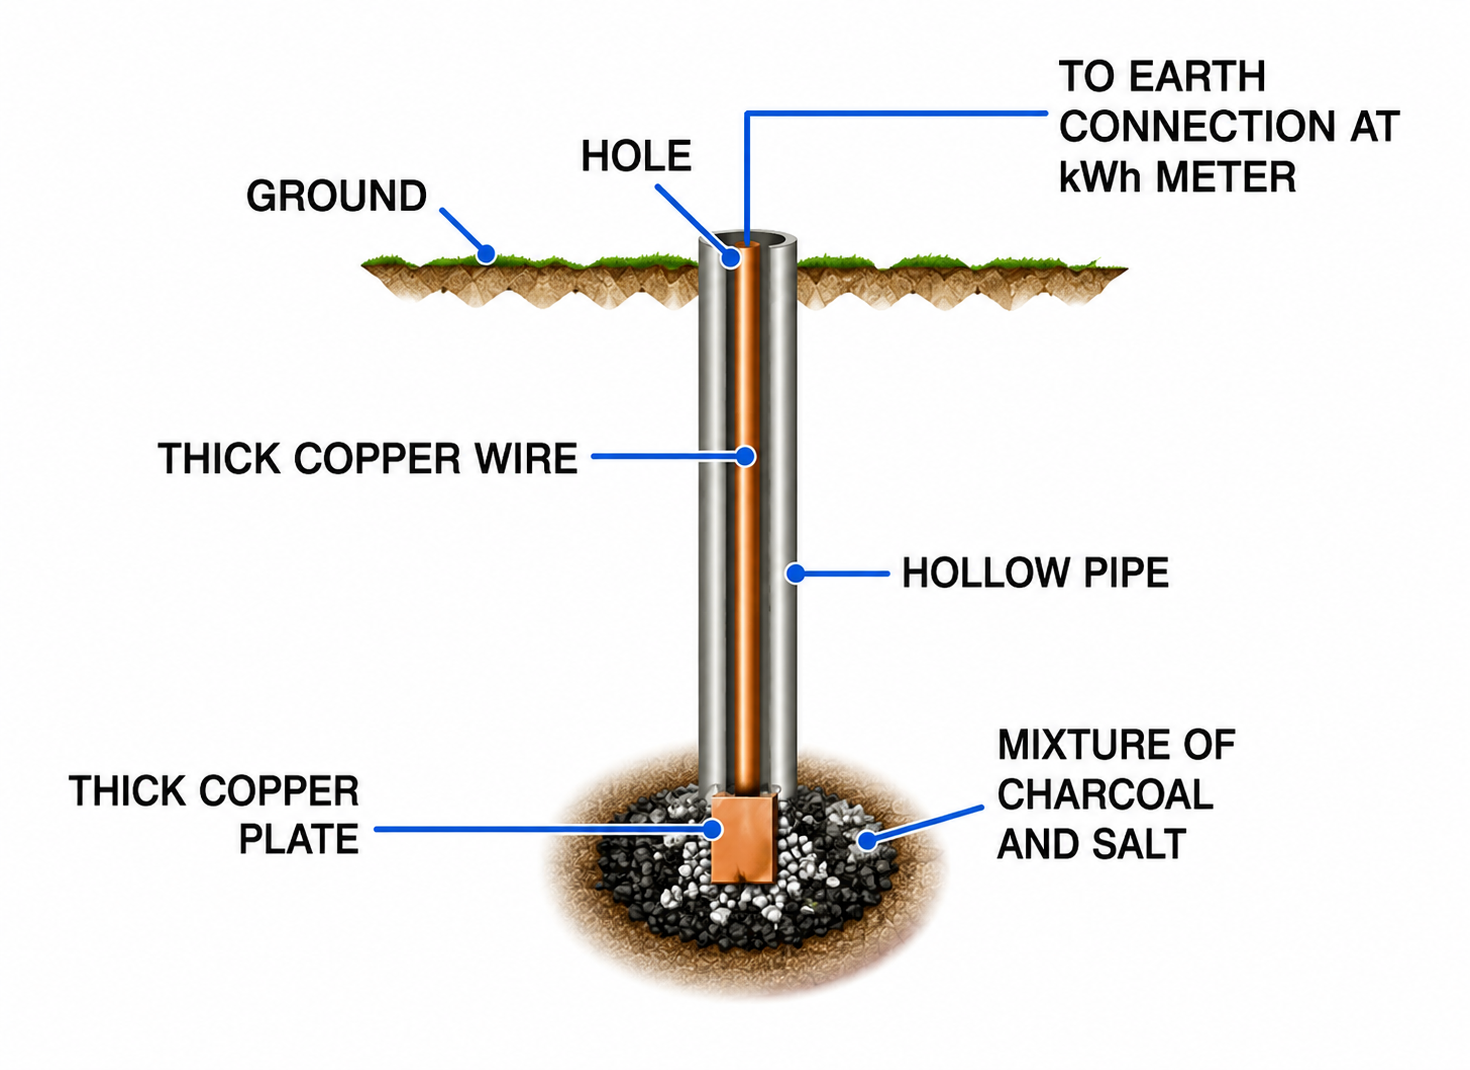 TO EARTH
CONNECTION AT
kWh METER
HOLE
GROUND
THICK COPPER WIRE
HOLLOW PIPE
MIXTURE OF
CHARCOAL
AND SALT
THICK COPPER
PLATE